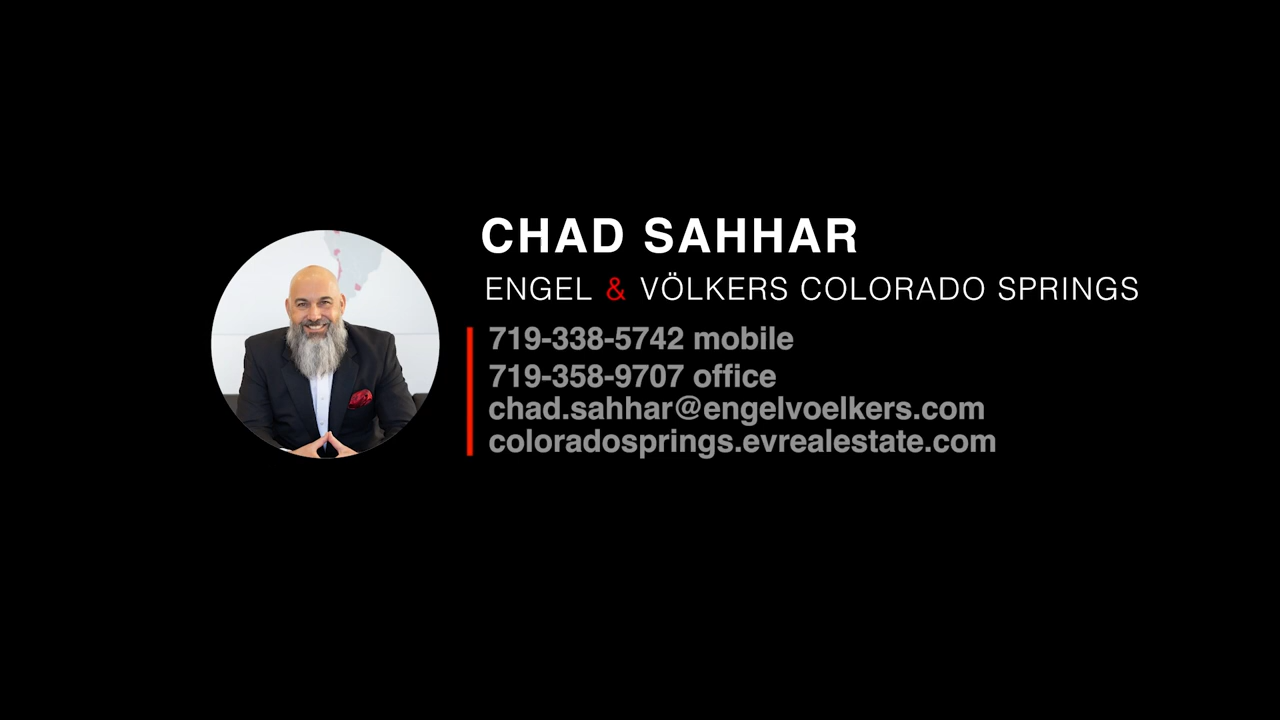 CHAD SAHHAR
ENGEL & VÖLKERS COLORADO SPRINGS
719-338-5742 mobile
719-358-9707 office
chad.sahhar@engelvoelkers.com
coloradosprings.evrealestate.com